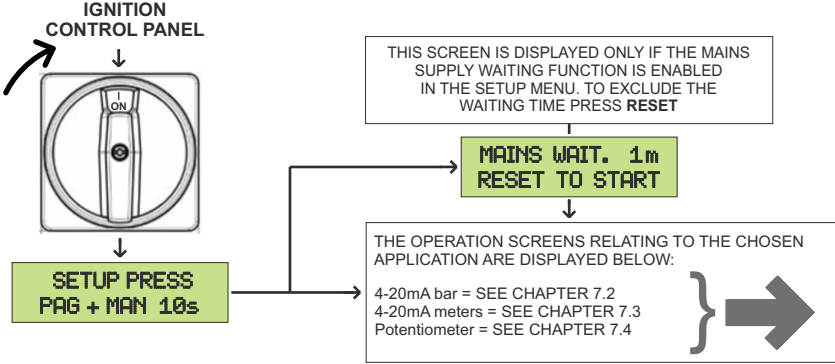 IGNITION
CONTROL PANEL
I
ON
SETUP PRESS
PAG + MAN 10s
THIS SCREEN IS DISPLAYED ONLY IF THE MAINS
SUPPLY WAITING FUNCTION IS ENABLED
IN THE SETUP MENU. TO EXCLUDE THE
WAITING TIME PRESS RESET
MAINS WAIT. 1m
RESET TO START
THE OPERATION SCREENS RELATING TO THE CHOSEN
APPLICATION ARE DISPLAYED BELOW:
4-20mA bar = SEE CHAPTER 7.2
4-20mA meters = SEE CHAPTER 7.3
Potentiometer = SEE CHAPTER 7.4